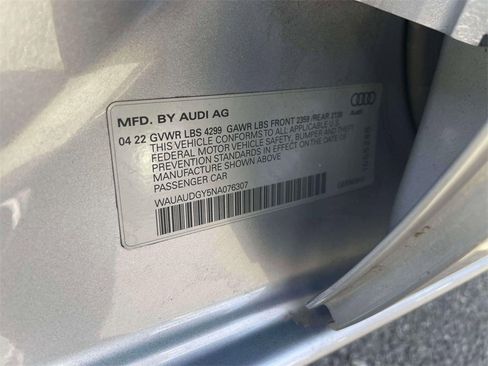 MFD. BY AUDI AG
04 22 GVWR LBS 4299 GAWR LBS FRONT 2359 /REAR
THIS VEHICLE CONFORMS TO ALL APPLICABLE U.S.
FEDERAL MOTOR VEHICLE SAFETY, BUMPER AND THEFT
PREVENTION STANDARDS IN EFFECT ON THE DATE OF
MANUFACTURE SHOWN ABOVE
PASSENGER CAR
WAUAUDGY5NA076307
Audi